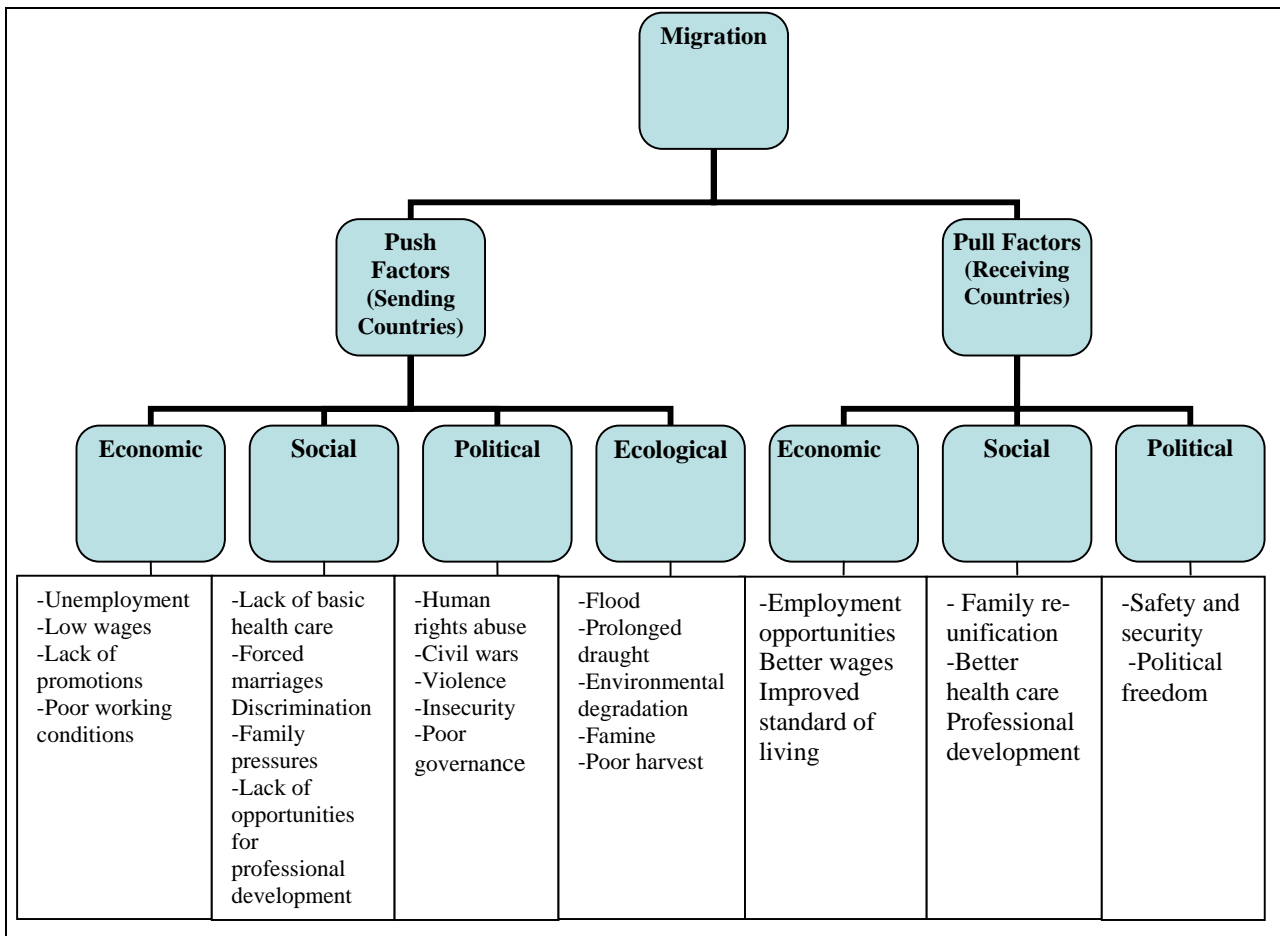 Migration
Push
Factors
(Sending
Countries)
Pull Factors
(Receiving
Countries)
Economic
Social
Political
Ecological
Economic
Social
Political
-Unemployment
-Low wages
-Lack of
promotions
-Poor working
conditions
-Lack of basic
health care
-Forced
marriages
Discrimination
-Family
pressures
-Lack of
opportunities
for
professional
development
-Human
rights abuse
-Civil wars
-Violence
-Insecurity
-Poor
governance
-Flood
-Prolonged
draught
-Environmental
degradation
-Famine
-Poor harvest
-Employment
opportunities
Better wages
Improved
standard of
living
- Family re-
unification
-Better
health care
Professional
development
-Safety and
security
-Political
freedom